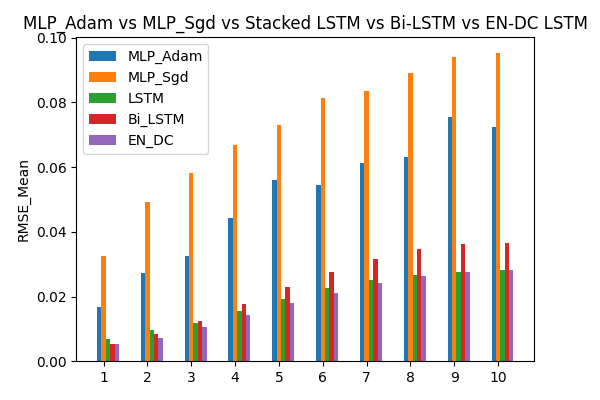 MLP_Adam vs MLP_Sgd vs Stacked LSTM vs Bi-LSTM vs EN-DC LSTM
0.10
0.08
0.06
0.04
0.02
0.00
RMSE_Mean
MLP_Adam
MLP_Sgd
LSTM
Bi_LSTM
EN_DC
1 2 3 4 5 6 7 8 9 10